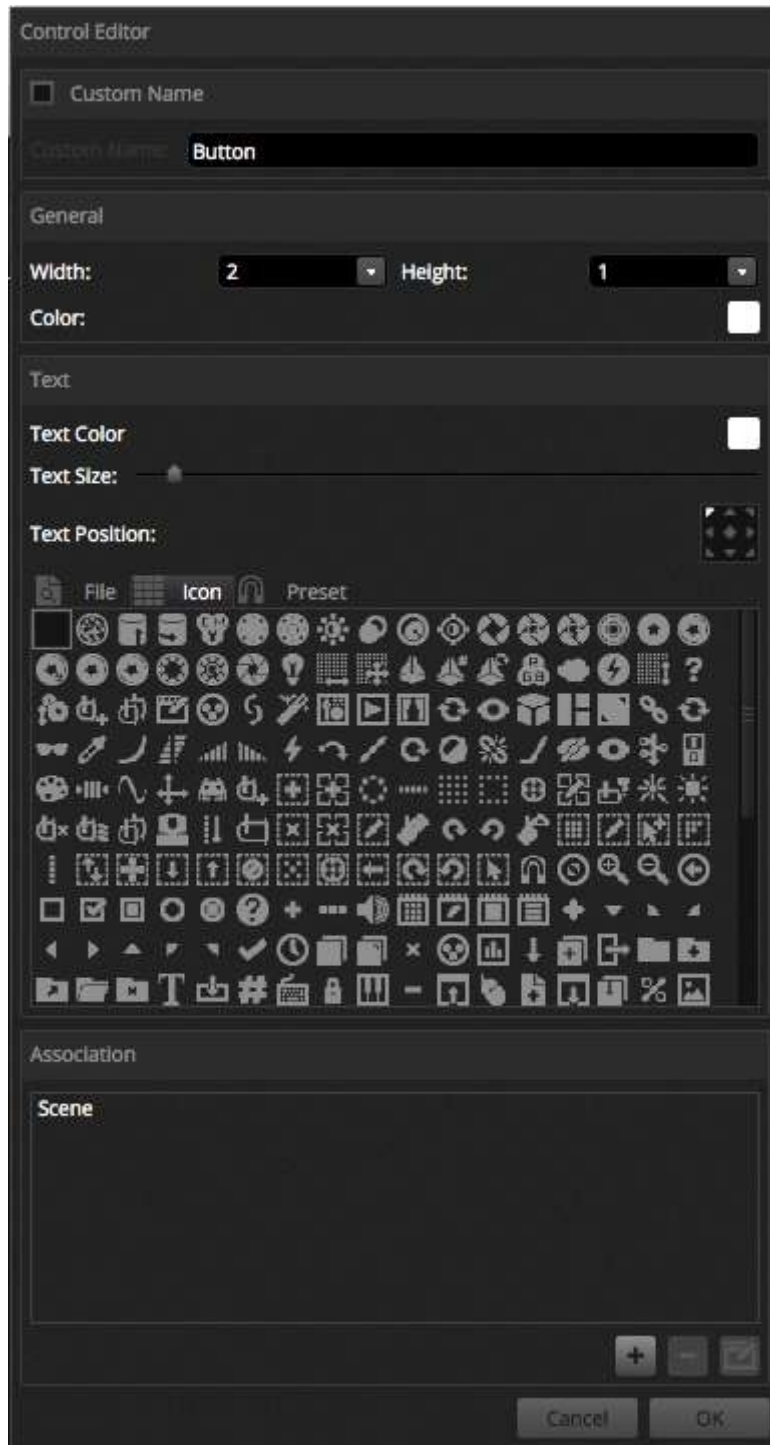 Control Editor
Custom Name
Custom Name: Button
General
Width: 2 Height: 1
Color:
Text
Text Color
Text Size:
Text Position:
File Icon Preset
Association
Scene
Cancel OK